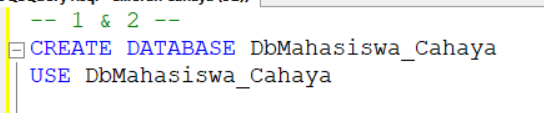 -- 1 & 2 --
CREATE DATABASE DbMahasiswa_Cahaya
USE DbMahasiswa_Cahaya